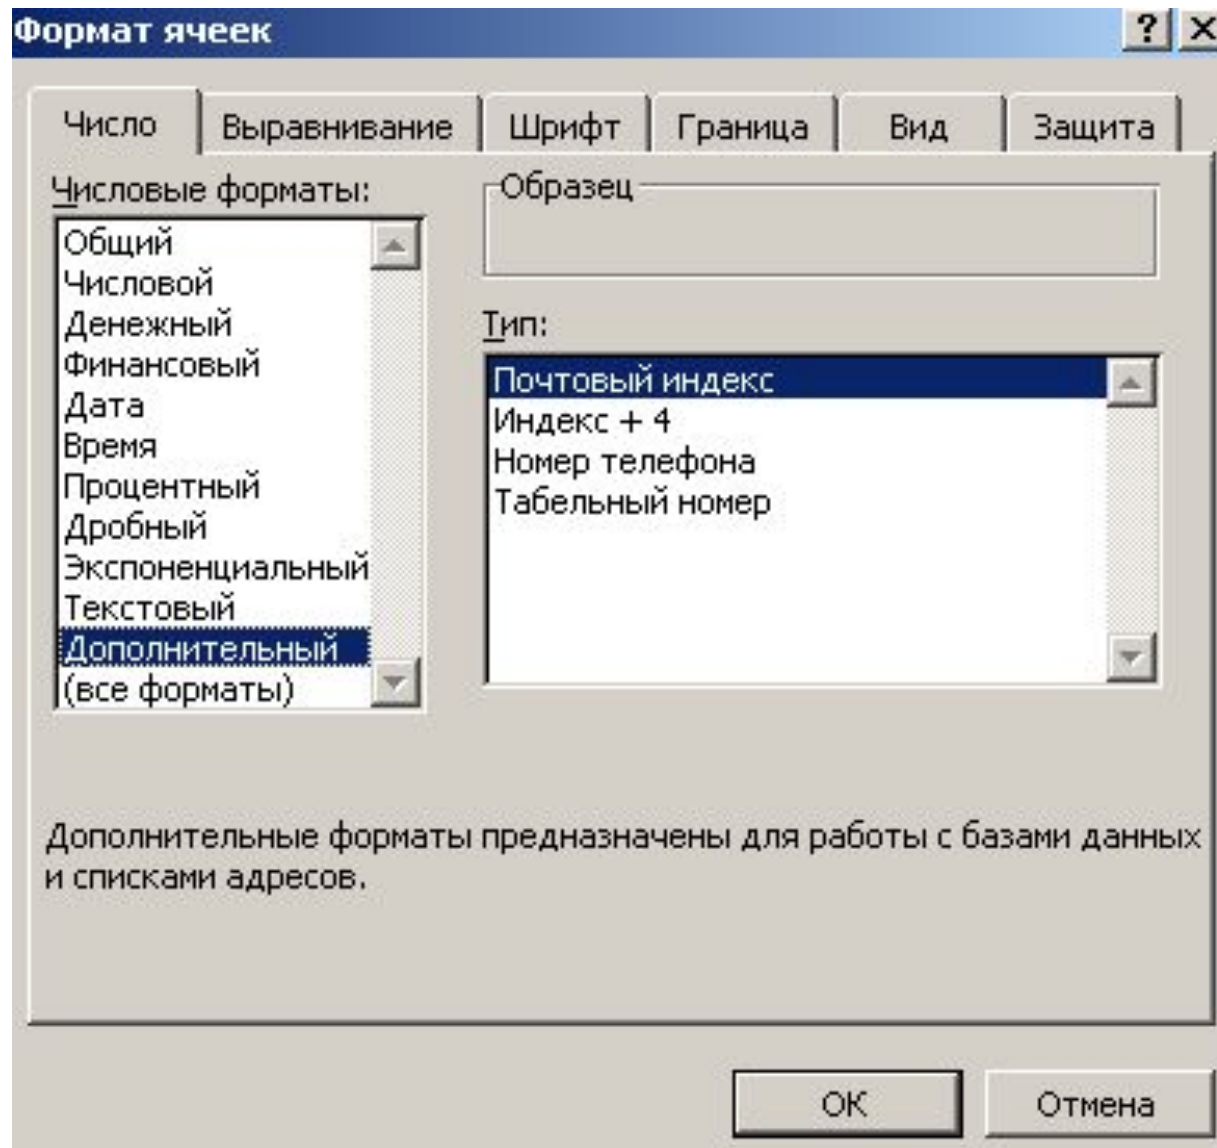 Формат ячеек
Число Выравнивание Шрифт Граница Вид Защита
Числовые форматы:
Общий
Числовой
Денежный
Финансовый
Дата
Время
Процентный
Дробный
Экспоненциальный
Текстовый
Дополнительный
(все форматы)
Образец
Тип:
Почтовый индекс
Индекс + 4
Номер телефона
Табельный номер
Дополнительные форматы предназначены для работы с базами данных
и списками адресов.
ОК Отмена